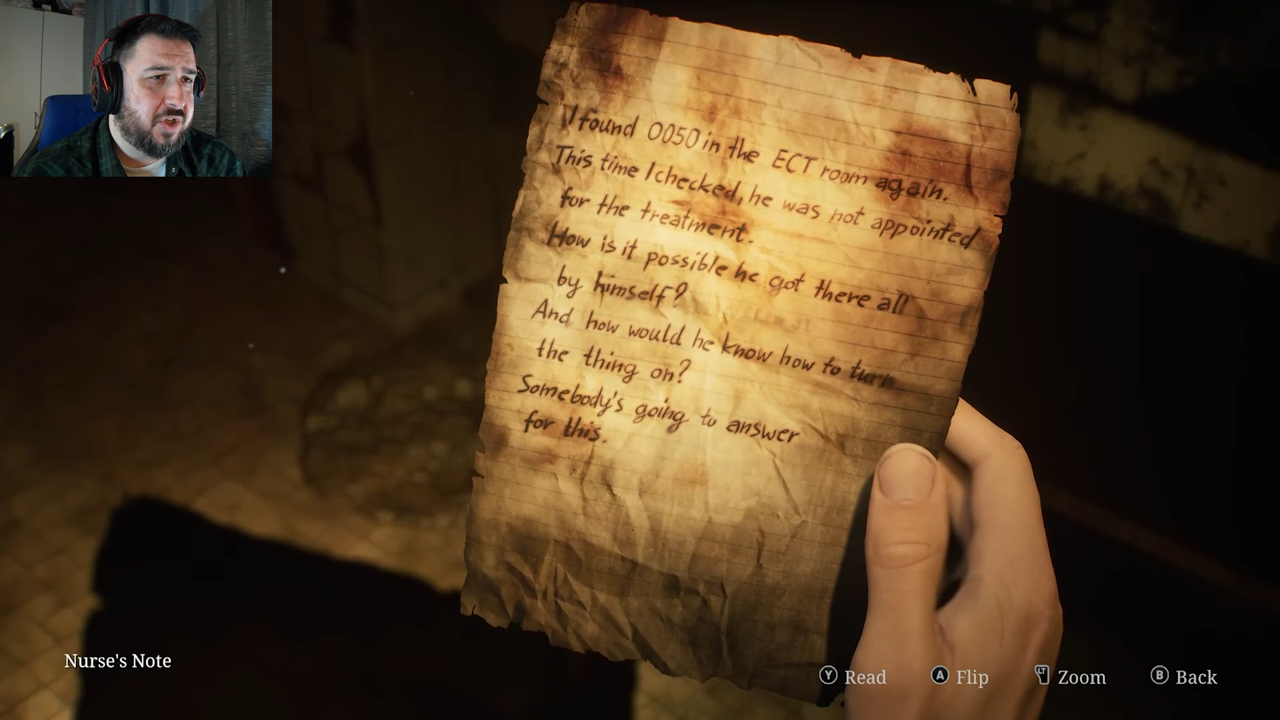 I found 0050 in the ECT room again.
This time I checked, he was not appointed
for the treatment.
How is it possible he got there all
by himself?
And how would he know how to turn
the thing on?
Somebody's going to answer
for this.
Nurse's Note
Y Read
A Flip
LT Zoom
B Back